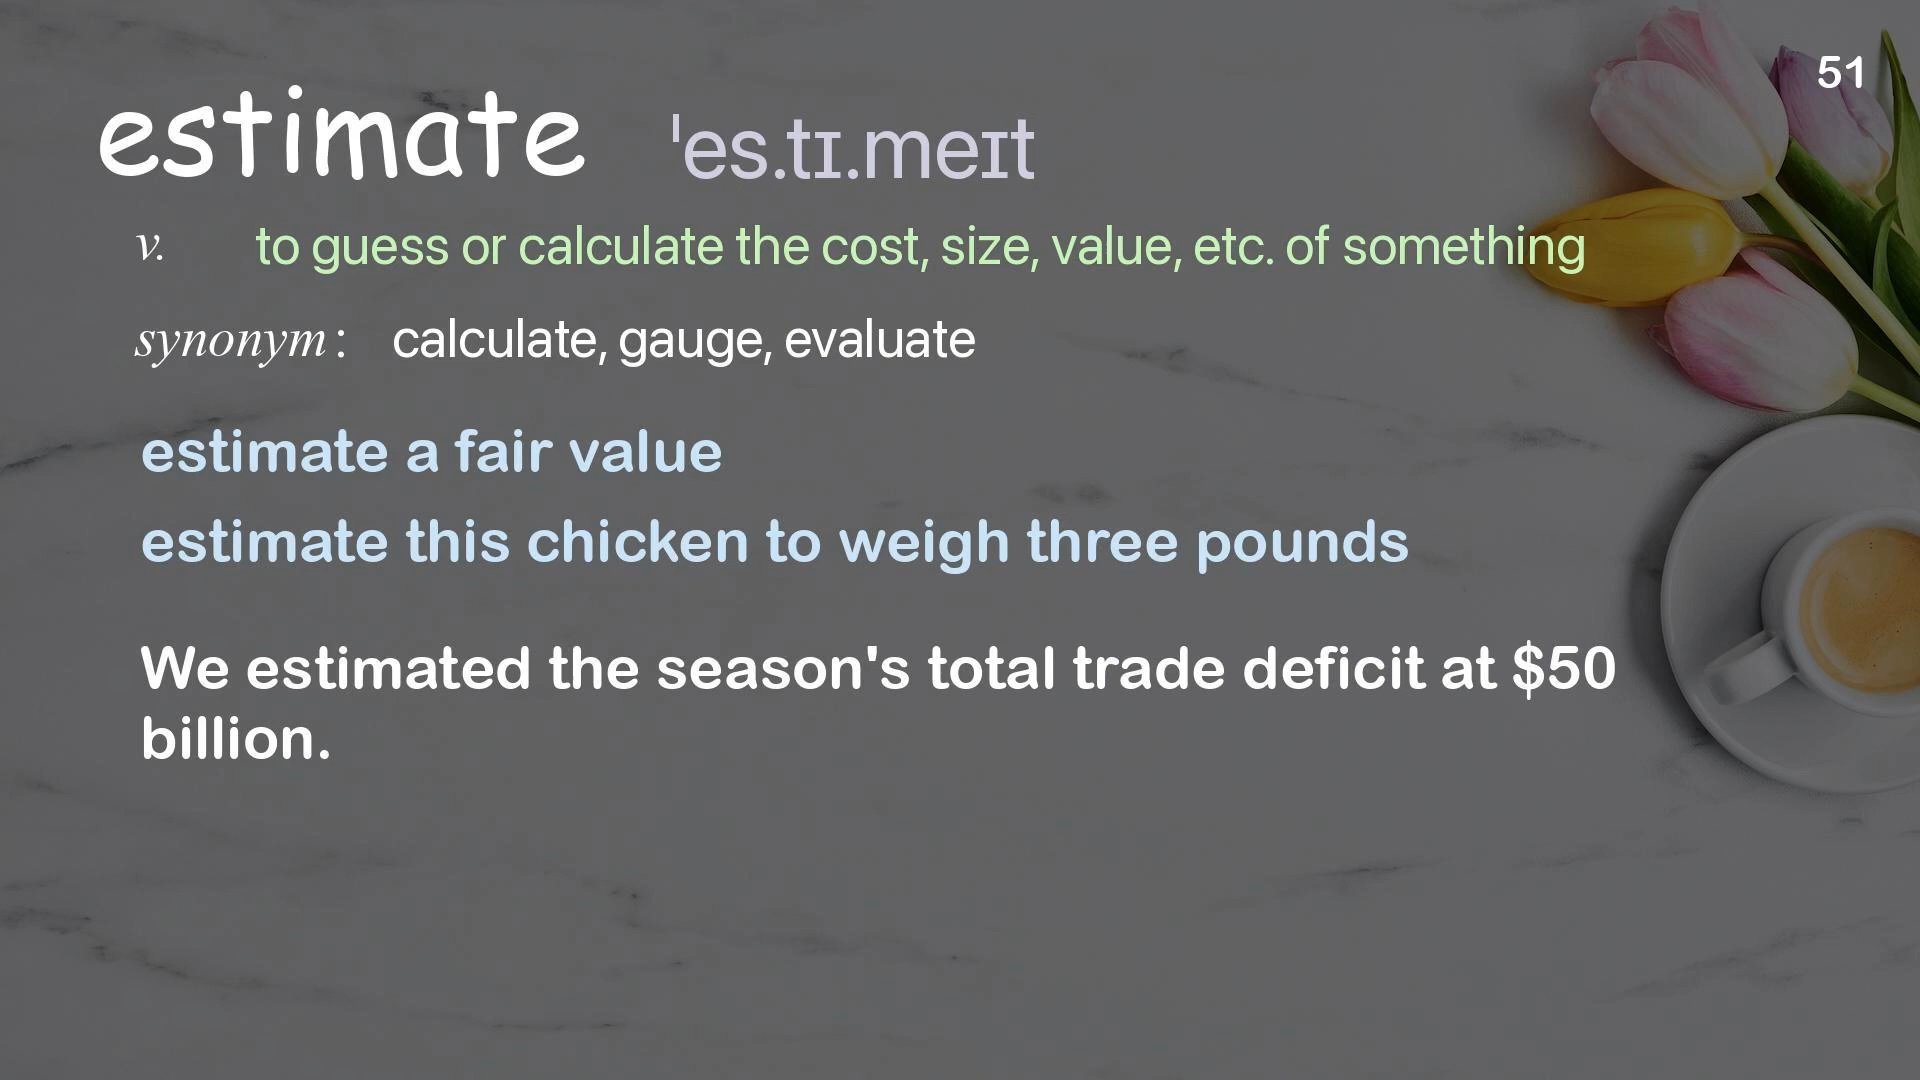 51
estimate ˈes.tɪ.meɪt
v. to guess or calculate the cost, size, value, etc. of something
synonym: calculate, gauge, evaluate
estimate a fair value
estimate this chicken to weigh three pounds
We estimated the season's total trade deficit at $50
billion.